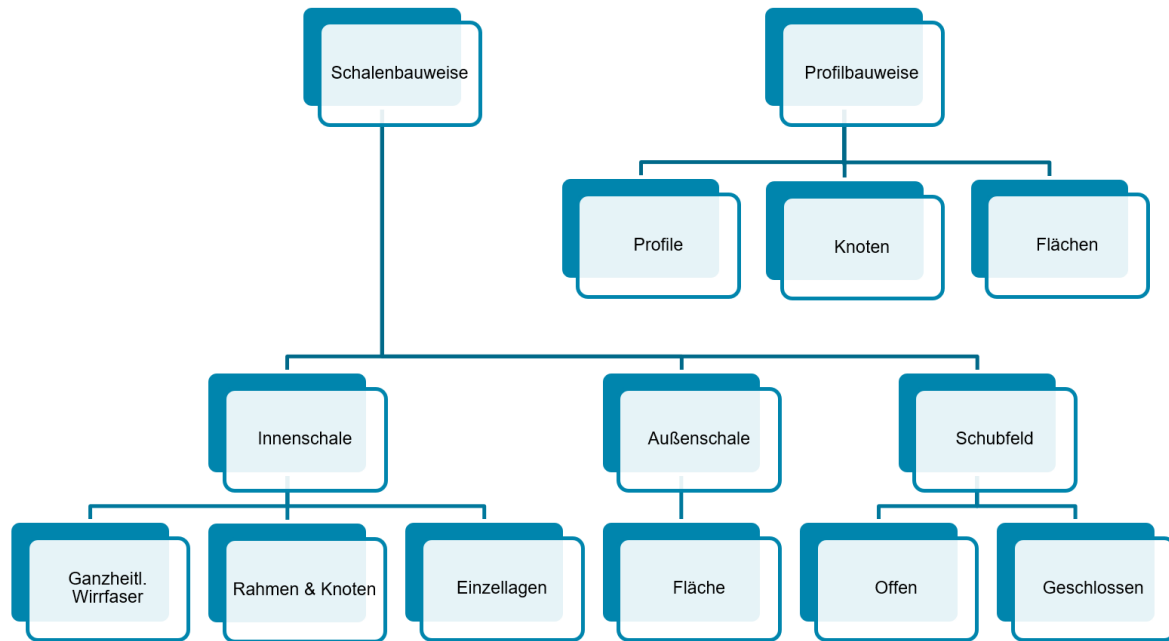 Schalenbauweise
Profilbauweise
Profile
Knoten
Flächen
Innenschale
Außenschale
Schubfeld
Ganzheitl.
Wirrfaser
Rahmen & Knoten
Einzellagen
Fläche
Offen
Geschlossen